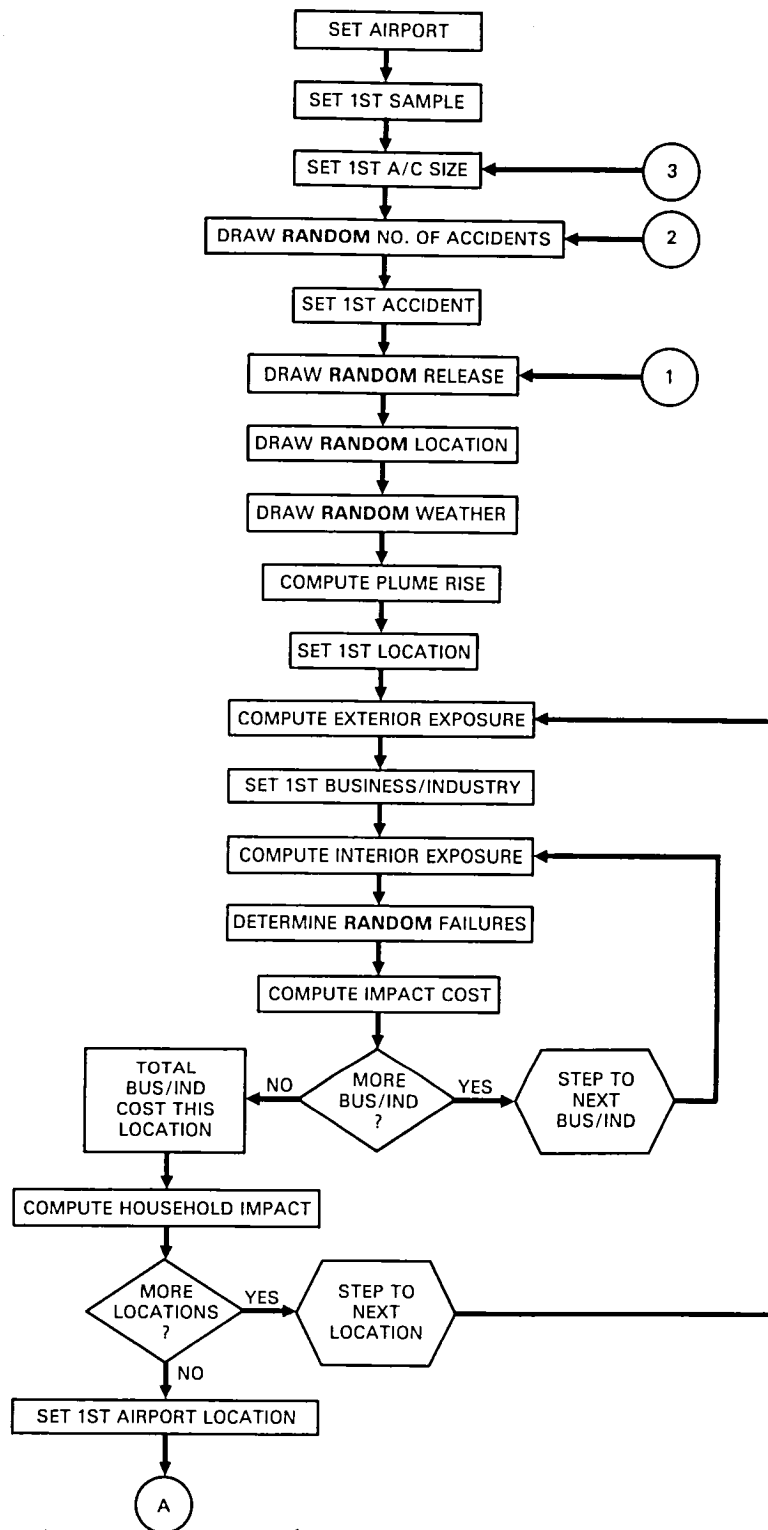 SET AIRPORT
SET 1ST SAMPLE
SET 1ST A/C SIZE
3
DRAW RANDOM NO. OF ACCIDENTS
2
SET 1ST ACCIDENT
DRAW RANDOM RELEASE
1
DRAW RANDOM LOCATION
DRAW RANDOM WEATHER
COMPUTE PLUME RISE
SET 1ST LOCATION
COMPUTE EXTERIOR EXPOSURE
SET 1ST BUSINESS/INDUSTRY
COMPUTE INTERIOR EXPOSURE
DETERMINE RANDOM FAILURES
COMPUTE IMPACT COST
MORE
BUS/IND
?
NO
YES
TOTAL
BUS/IND
COST THIS
LOCATION
STEP TO
NEXT
BUS/IND
COMPUTE HOUSEHOLD IMPACT
MORE
LOCATIONS
?
YES
STEP TO
NEXT
LOCATION
NO
SET 1ST AIRPORT LOCATION
A